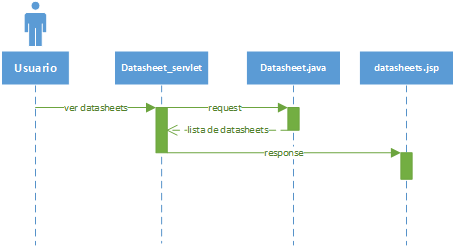 Usuario
Datasheet_servlet
Datasheet.java
datasheets.jsp
ver datasheets
request
lista de datasheets
response